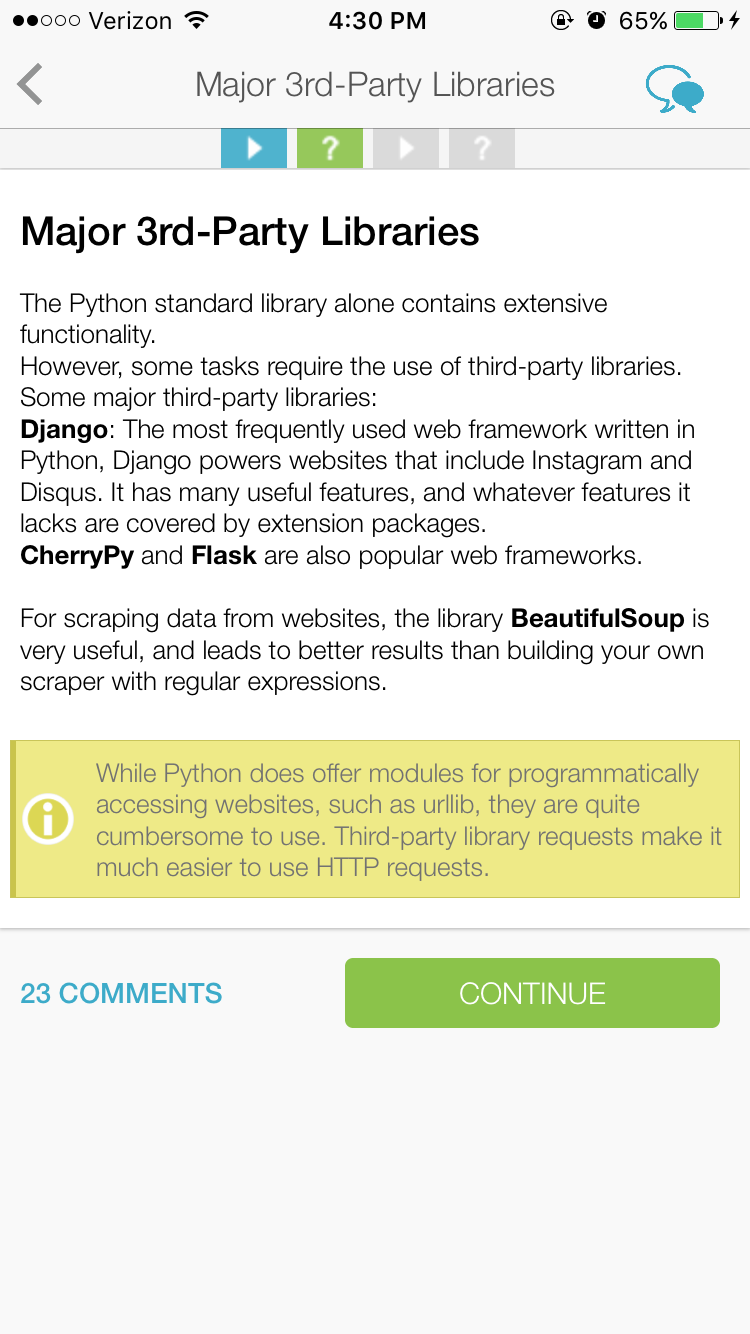 Verizon 4:30 PM 65%
Major 3rd-Party Libraries
? ?
Major 3rd-Party Libraries
The Python standard library alone contains extensive
functionality.
However, some tasks require the use of third-party libraries.
Some major third-party libraries:
Django: The most frequently used web framework written in
Python, Django powers websites that include Instagram and
Disqus. It has many useful features, and whatever features it
lacks are covered by extension packages.
CherryPy and Flask are also popular web frameworks.
For scraping data from websites, the library BeautifulSoup is
very useful, and leads to better results than building your own
scraper with regular expressions.
While Python does offer modules for programmatically
accessing websites, such as urllib, they are quite
cumbersome to use. Third-party library requests make it
much easier to use HTTP requests.
23 COMMENTS CONTINUE